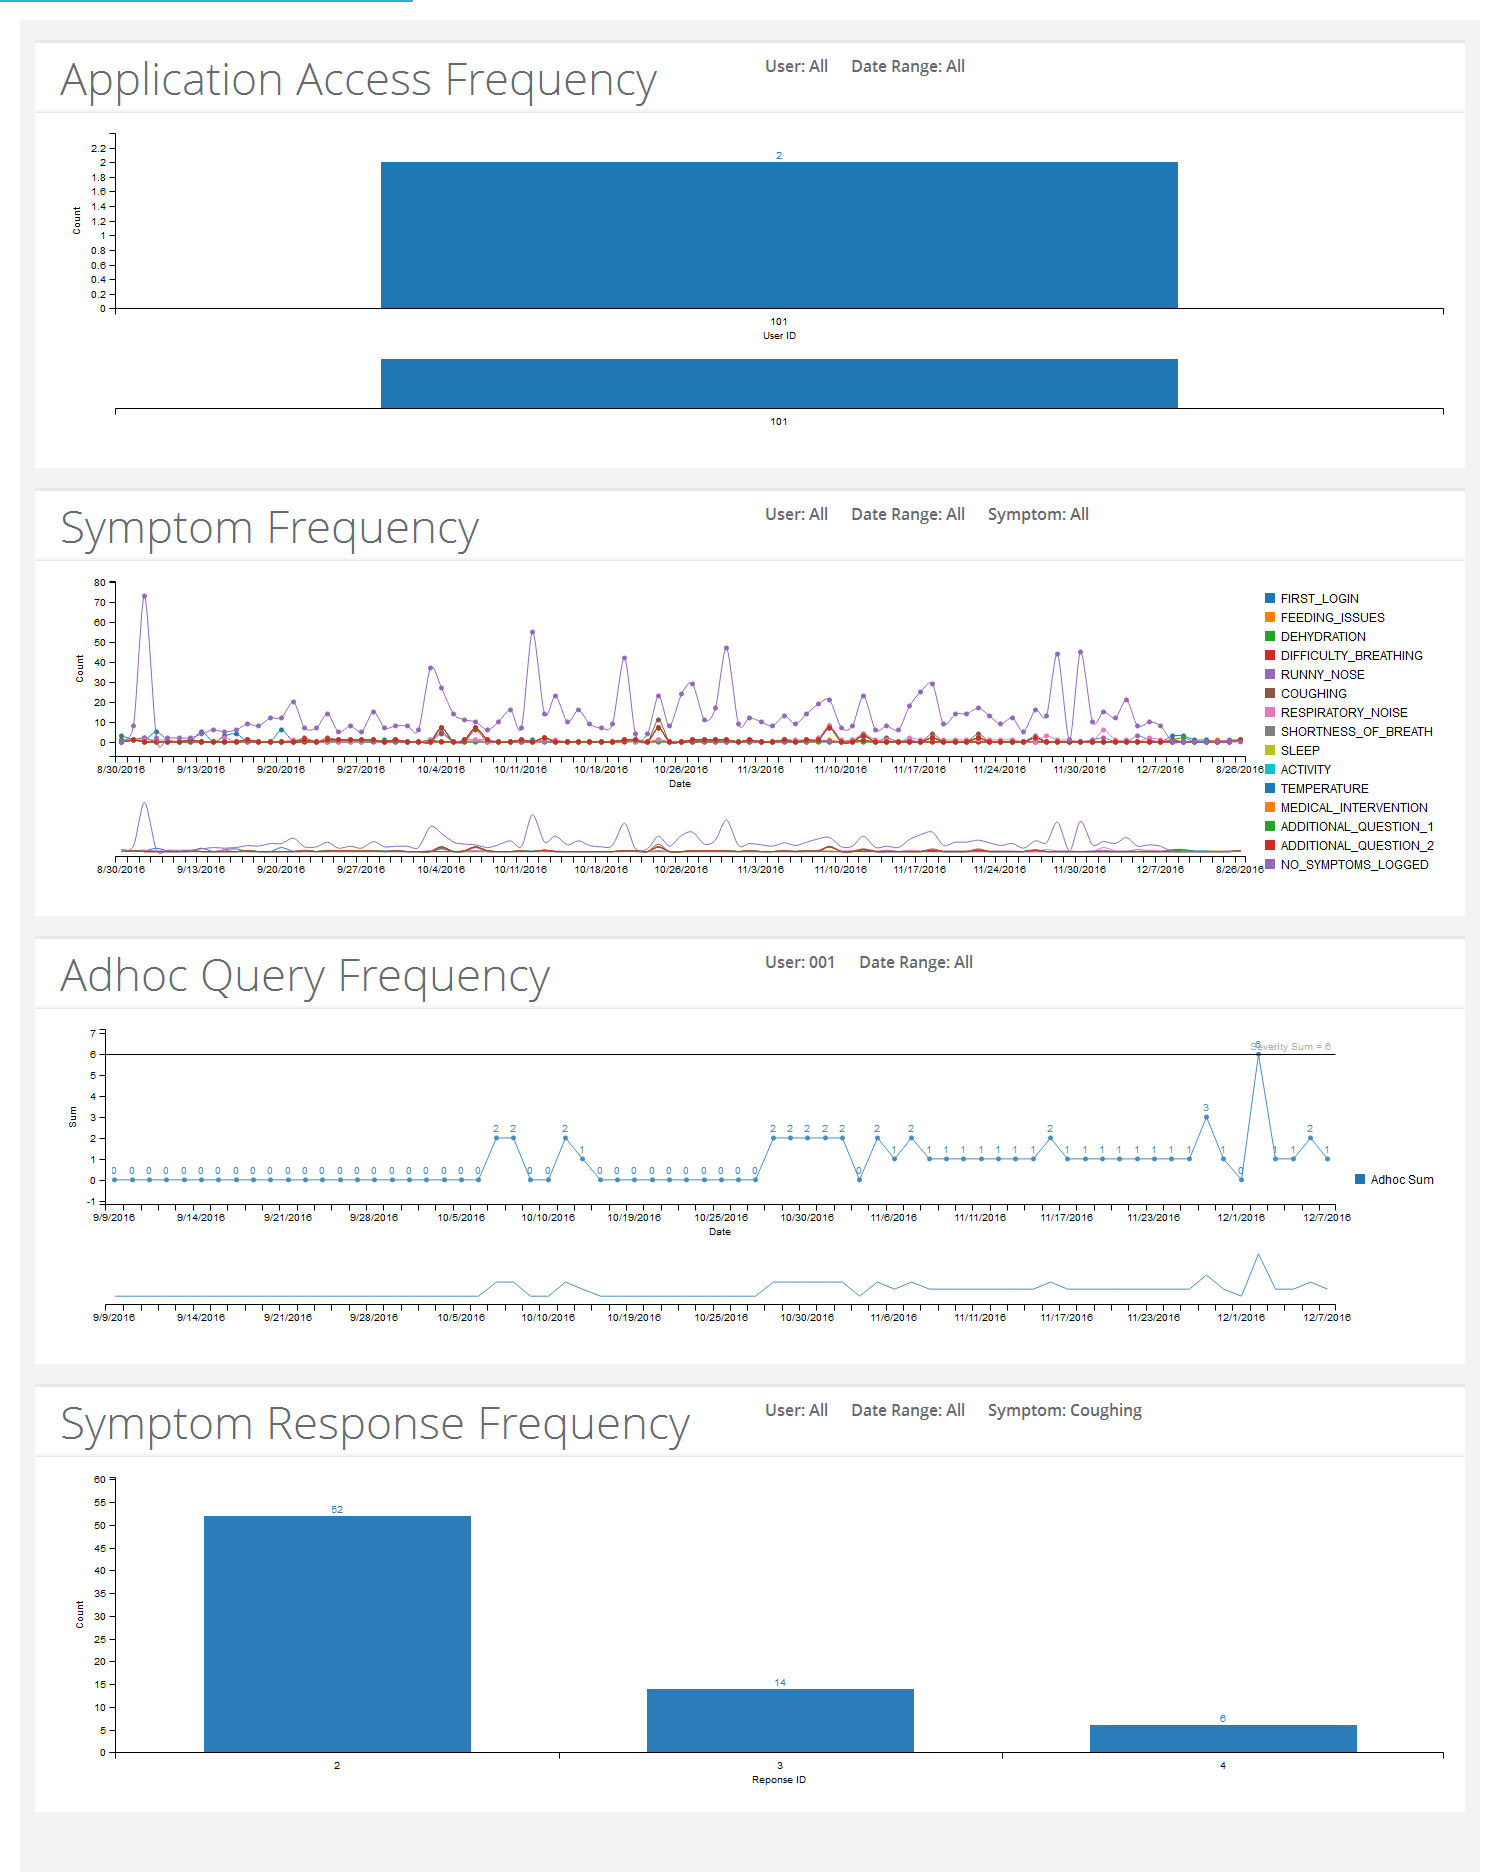 Application Access Frequency
User: All Date Range: All
2.2
2
1.8
1.6
1.4
1.2
1
0.8
0.6
0.4
0.2
0
Count
2
101
User ID
101
Symptom Frequency
User: All Date Range: All Symptom: All
80
70
60
50
40
30
20
10
0
Count
8/30/2016 9/13/2016 9/20/2016 9/27/2016 10/4/2016 10/11/2016 10/18/2016 10/26/2016 11/3/2016 11/10/2016 11/17/2016 11/24/2016 11/30/2016 12/7/2016 8/26/2016
Date
8/30/2016 9/13/2016 9/20/2016 9/27/2016 10/4/2016 10/11/2016 10/18/2016 10/26/2016 11/3/2016 11/10/2016 11/17/2016 11/24/2016 11/30/2016 12/7/2016 8/26/2016
FIRST_LOGIN
FEEDING_ISSUES
DEHYDRATION
DIFFICULTY_BREATHING
RUNNY_NOSE
COUGHING
RESPIRATORY_NOISE
SHORTNESS_OF_BREATH
SLEEP
ACTIVITY
TEMPERATURE
MEDICAL_INTERVENTION
ADDITIONAL_QUESTION_1
ADDITIONAL_QUESTION_2
NO_SYMPTOMS_LOGGED
Adhoc Query Frequency
User: 001 Date Range: All
7
6
5
4
3
2
1
0
-1
Sum
Severity Sum = 6
0 0 0 0 0 0 0 0 0 0 0 0 0 0 0 0 0 0 0 0 0 0 2 2 0 0 2 1 0 0 0 0 0 0 0 0 0 0 2 2 2 2 2 0 2 1 2 1 1 1 1 1 1 1 2 1 1 1 1 1 1 1 1 3 1 0 6 1 1 2 1
9/9/2016 9/14/2016 9/21/2016 9/28/2016 10/5/2016 10/10/2016 10/19/2016 10/25/2016 10/30/2016 11/6/2016 11/11/2016 11/17/2016 11/23/2016 12/1/2016 12/7/2016
Date
Adhoc Sum
9/9/2016 9/14/2016 9/21/2016 9/28/2016 10/5/2016 10/10/2016 10/19/2016 10/25/2016 10/30/2016 11/6/2016 11/11/2016 11/17/2016 11/23/2016 12/1/2016 12/7/2016
Symptom Response Frequency
User: All Date Range: All Symptom: Coughing
60
55
50
45
40
35
30
25
20
15
10
5
0
Count
52
14
6
2 3 4
Reponse ID